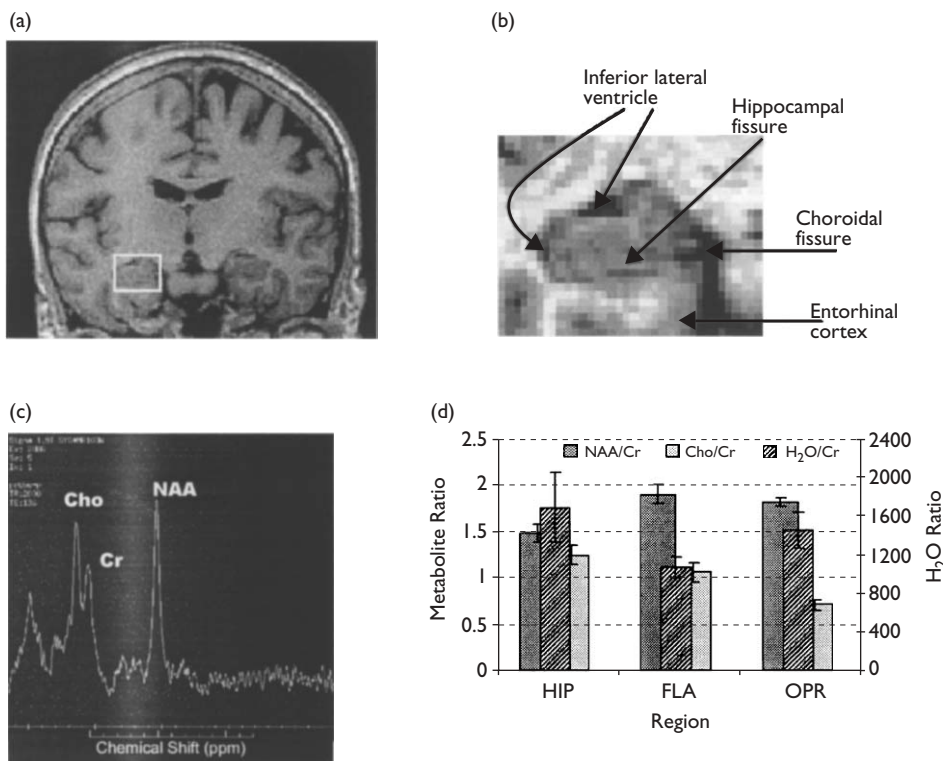 (a)
(b)
Inferior lateral
ventricle
Hippocampal
fissure
Choroidal
fissure
Entorhinal
cortex
(c)
Cho
Cr
NAA
Chemical Shift (ppm)
(d)
2.5
2
1.5
1
0.5
0
Metabolite Ratio
NAA/Cr
Cho/Cr
H₂O/Cr
2400
2000
1600
1200
800
400
0
H₂O Ratio
HIP
FLA
OPR
Region